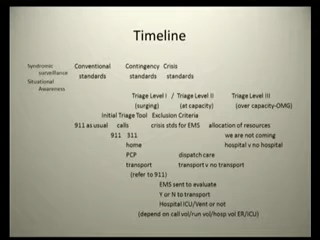 Timeline
Syndromic Conventional Contingency Crisis
surveillance standards standards standards
Situational
Awareness
Triage Level I / Triage Level II Triage Level III
(surging) (at capacity) (over capacity-OMG)
Initial Triage Tool Exclusion Criteria
911 as usual calls crisis stds for EMS allocation of resources
911 311 we are not coming
home hospital v no hospital
PCP dispatch care
transport transport v no transport
(refer to 911)
EMS sent to evaluate
Y or N to transport
Hospital ICU/Vent or not
(depend on call vol/run vol/hosp vol ER/ICU)